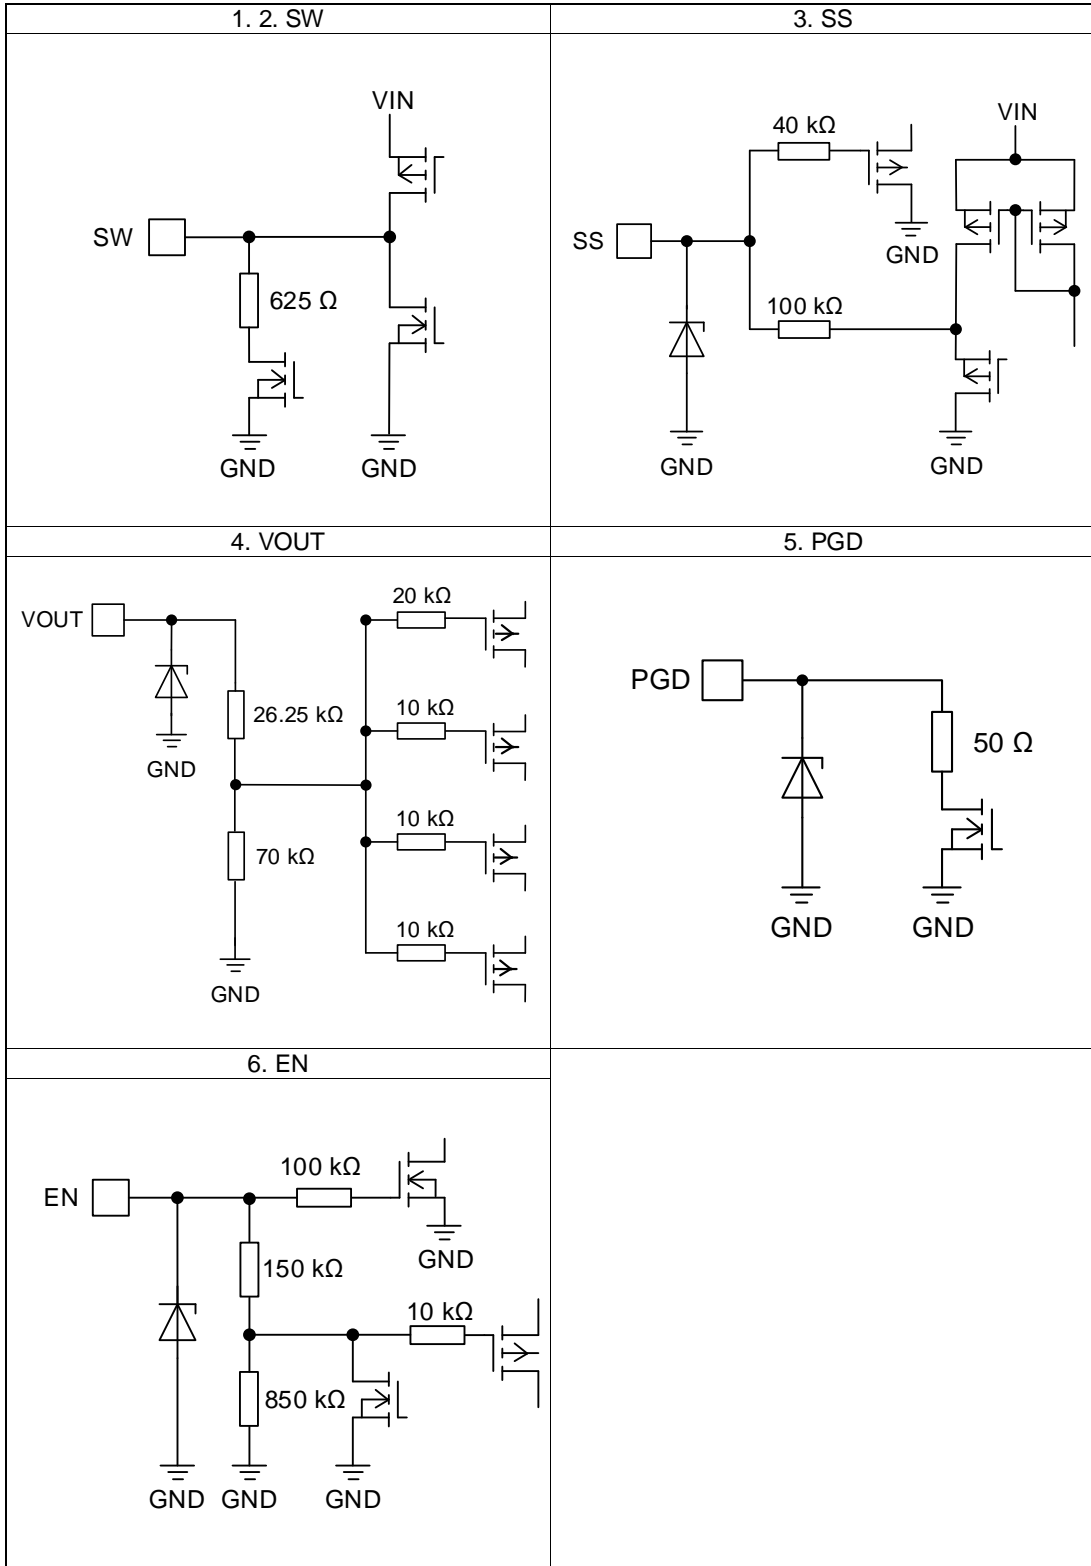 1. 2. SW
VIN
SW
625 Ω
GND
GND
3. SS
VIN
40 kΩ
SS
GND
100 kΩ
GND
GND
4. VOUT
20 kΩ
VOUT
10 kΩ
26.25 kΩ
GND
10 kΩ
70 kΩ
10 kΩ
GND
5. PGD
PGD
50 Ω
GND
GND
6. EN
100 kΩ
EN
GND
150 kΩ
10 kΩ
850 kΩ
GND
GND
GND